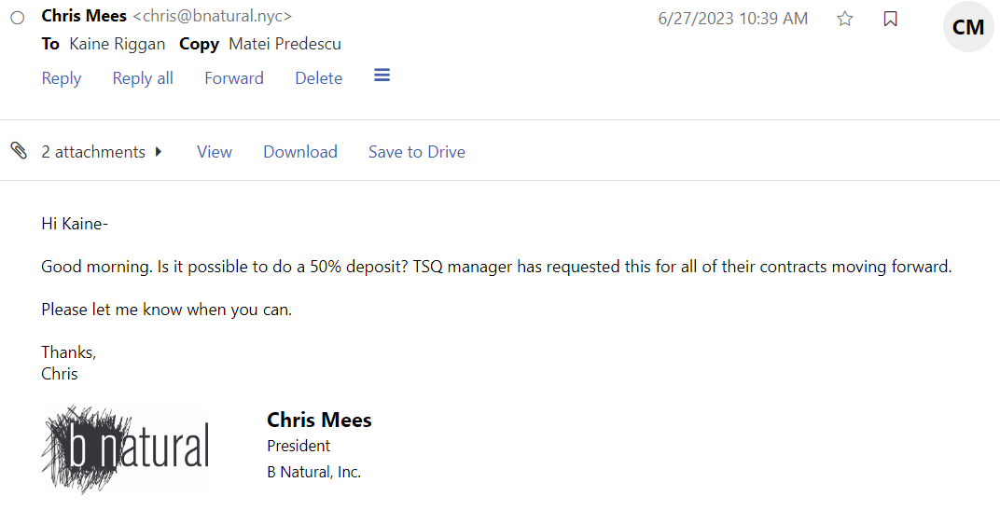 Chris Mees <chris@bnatural.nyc> 6/27/2023 10:39 AM
CM
To Kaine Riggan Copy Matei Predescu
Reply Reply all Forward Delete
2 attachments View Download Save to Drive
Hi Kaine-
Good morning. Is it possible to do a 50% deposit? TSQ manager has requested this for all of their contracts moving forward.
Please let me know when you can.
Thanks,
Chris
b natural
Chris Mees
President
B Natural, Inc.